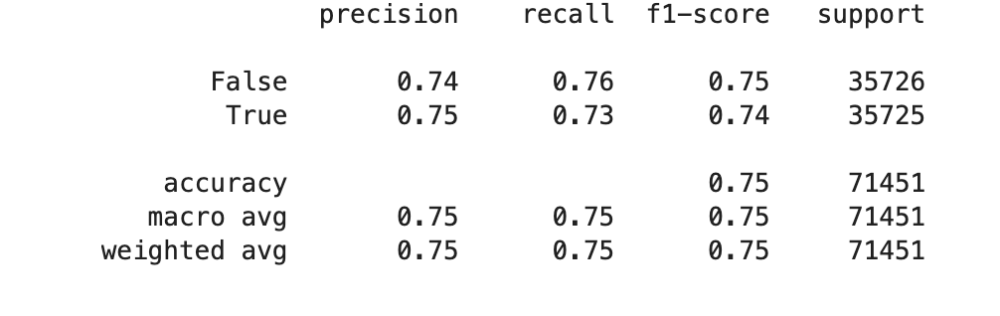 precision recall f1-score support
False 0.74 0.76 0.75 35726
True 0.75 0.73 0.74 35725
accuracy 0.75 71451
macro avg 0.75 0.75 0.75 71451
weighted avg 0.75 0.75 0.75 71451